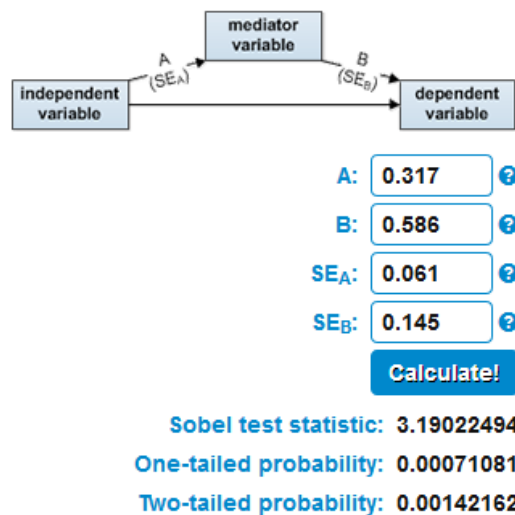 mediator
variable
A
(SEA)
B
(SEB)
independent
variable
dependent
variable
A: 0.317 ?
B: 0.586 ?
SEA: 0.061 ?
SEB: 0.145 ?
Calculate!
Sobel test statistic: 3.19022494
One-tailed probability: 0.00071081
Two-tailed probability: 0.00142162